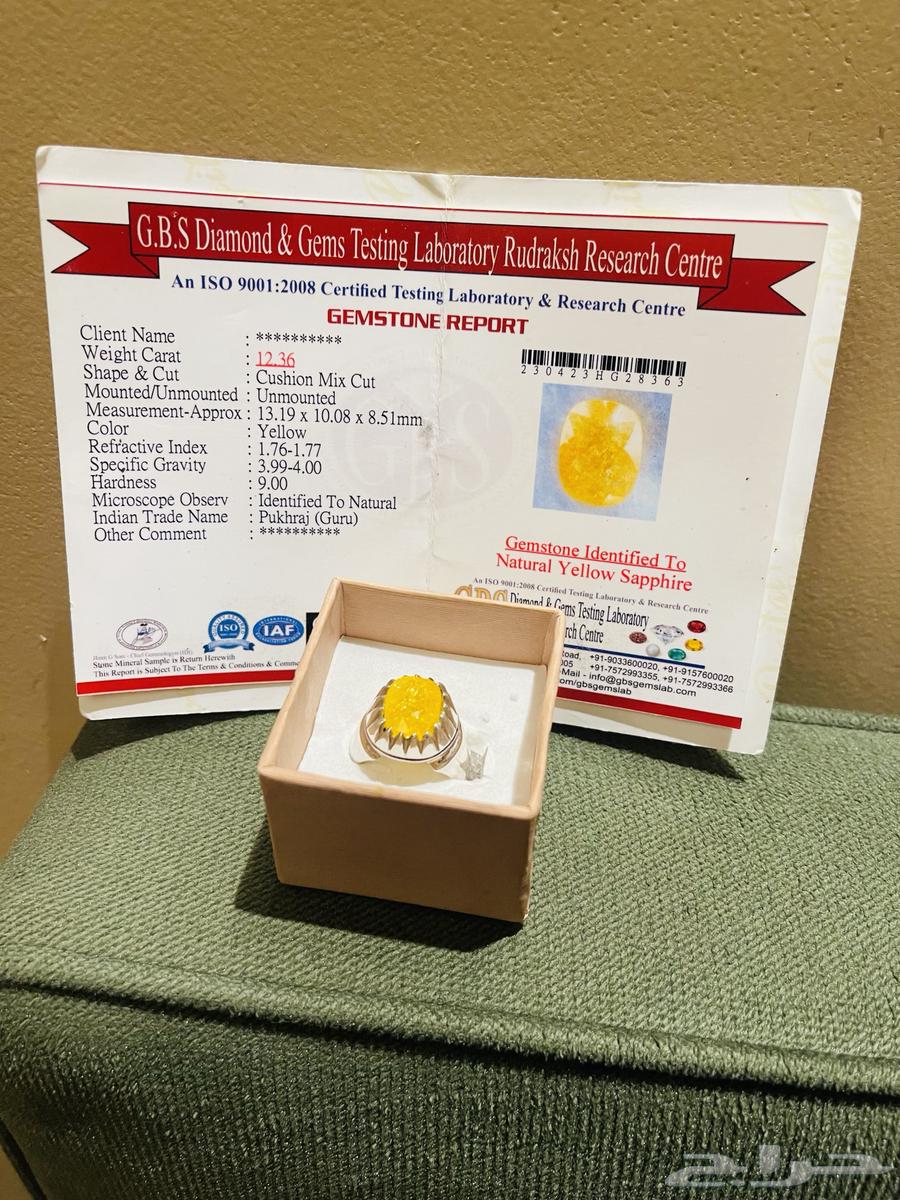 G.B.S Diamond & Gems Testing Laboratory Rudraksh Research Centre
An ISO 9001:2008 Certified Testing Laboratory & Research Centre
GEMSTONE REPORT
Client Name : **********
Weight Carat : 12.36
Shape & Cut : Cushion Mix Cut
Mounted/Unmounted : Unmounted
Measurement-Approx : 13.19 x 10.08 x 8.51mm
Color : Yellow
Refractive Index : 1.76-1.77
Specific Gravity : 3.99-4.00
Hardness : 9.00
Microscope Observ : Identified To Natural
Indian Trade Name : Pukhraj (Guru)
Other Comment : **********
230423HG28363
Gemstone Identified To
Natural Yellow Sapphire
An ISO 9001:2008 Certified Testing Laboratory & Research Centre
Diamond & Gems Testing Laboratory
Centre
ISO
IAF
Stone Mineral Sample is Return Herewith
This Report is Subject To The Terms & Conditions &
+91-9033600020, +91-9157600020
+91-7572993355, +91-7572993366
Mail - info@gbsgemslab.com
com/gbsgemslab
حراج